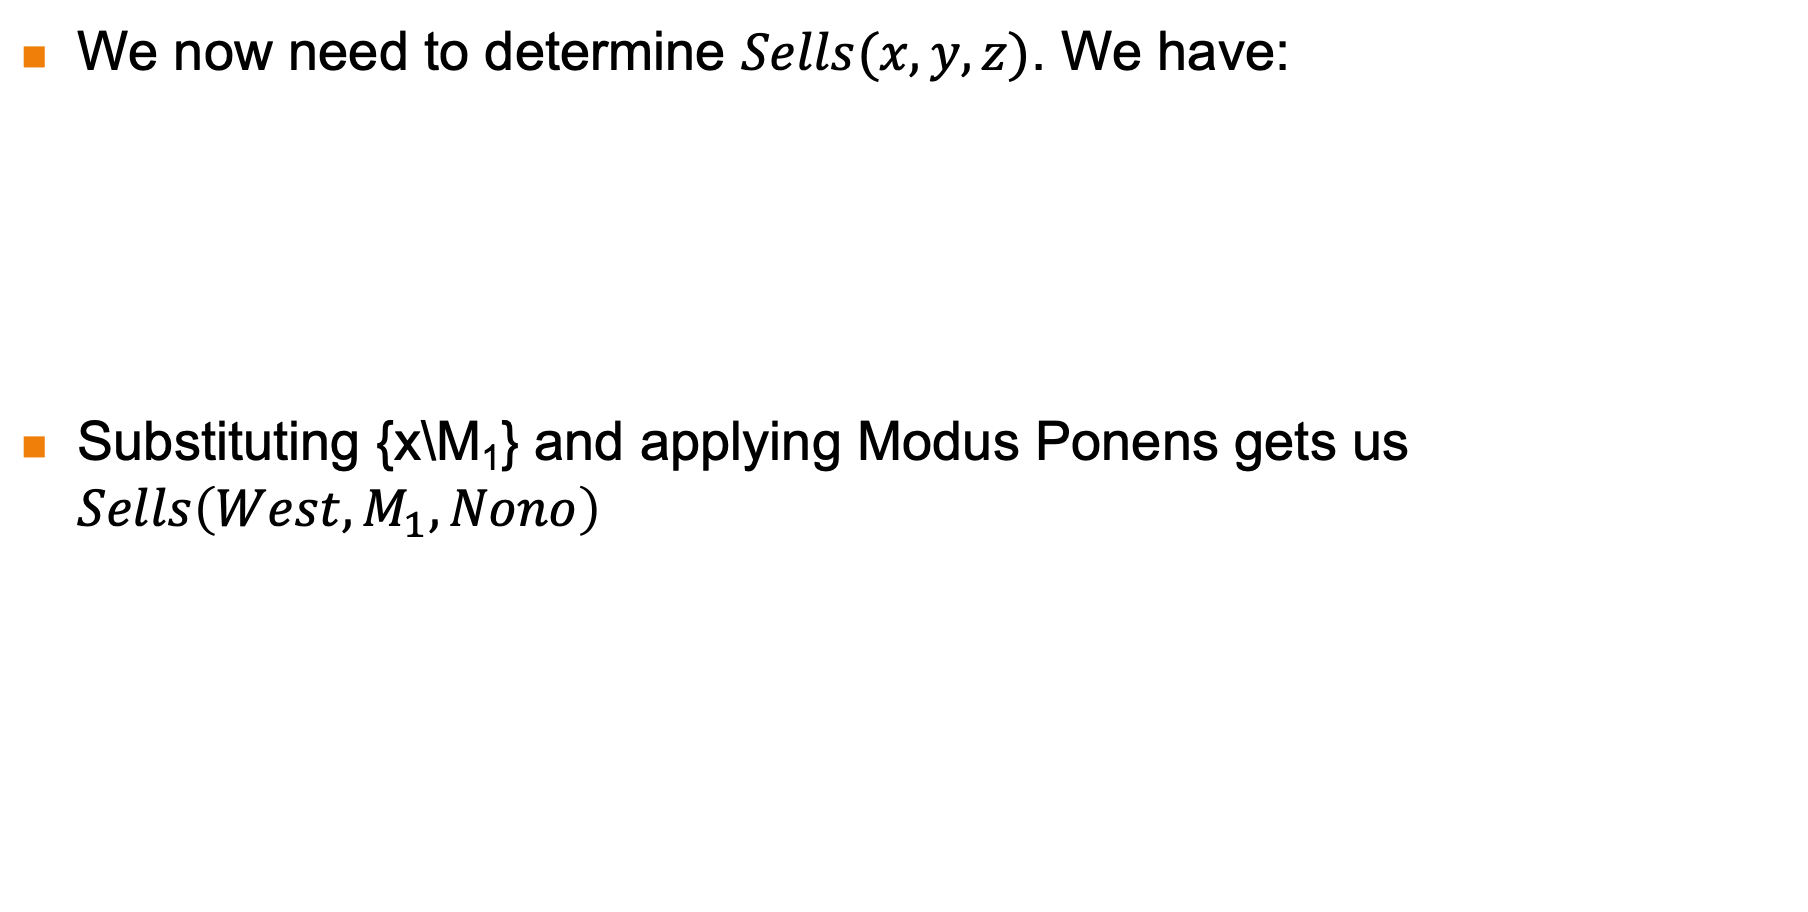 ▪ We now need to determine Sells(x, y, z). We have:
▪ Substituting {x\M₁} and applying Modus Ponens gets us
Sells(West, M₁, Nono)